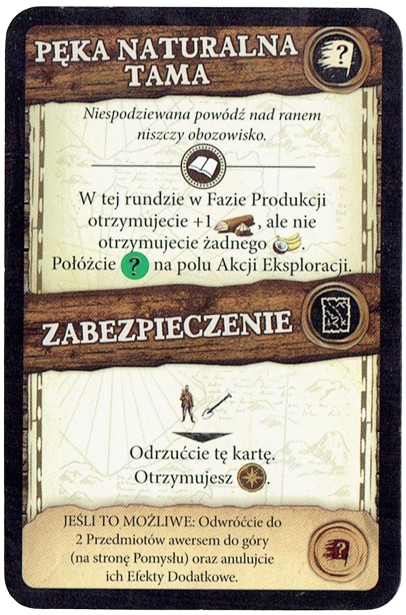 PĘKA NATURALNA
TAMA
?
Niespodziewana powódź nad ranem
niszczy obozowisko.
W tej rundzie w Fazie Produkcji
otrzymujecie +1 , ale nie
otrzymujecie żadnego .
Połóżcie ? na polu Akcji Eksploracji.
ZABEZPIECZENIE
Odrzućcie tę kartę.
Otrzymujesz .
JEŚLI TO MOŻLIWE: Odwróćcie do
2 Przedmiotów awersem do góry
(na stronę Pomysłu) oraz anulujcie
ich Efekty Dodatkowe.
?